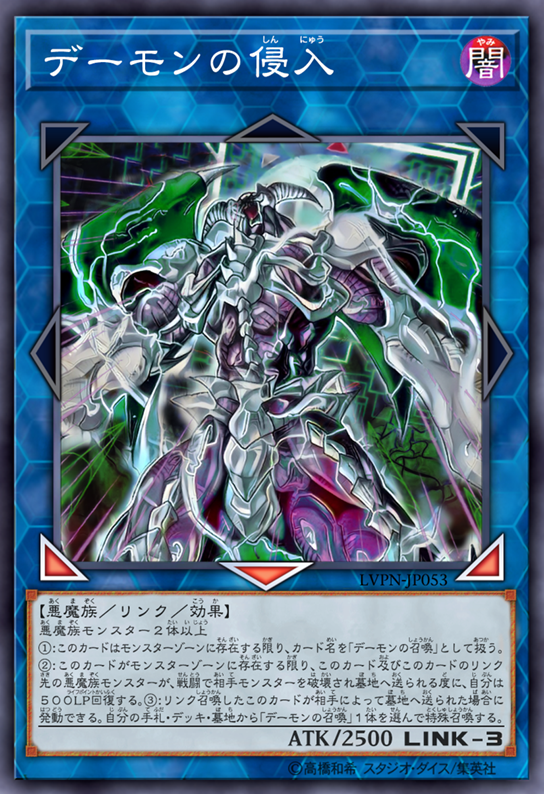 デーモンの侵入
闇
LVPN-JP053
【悪魔族／リンク／効果】
悪魔族モンスター２体以上
①:このカードはモンスターゾーンに存在する限り、カード名を「デーモンの召喚」として扱う。
②:このカードがモンスターゾーンに存在する限り、このカード及びこのカードのリンク
先の悪魔族モンスターが、戦闘で相手モンスターを破壊され墓地へ送られる度に、自分は
５００LP回復する。③:リンク召喚したこのカードが相手によって墓地へ送られた場合に
発動できる。自分の手札・デッキ・墓地から「デーモンの召喚」１体を選んで特殊召喚する。
ATK/2500 LINK-3
©高橋和希 スタジオ・ダイス/集英社